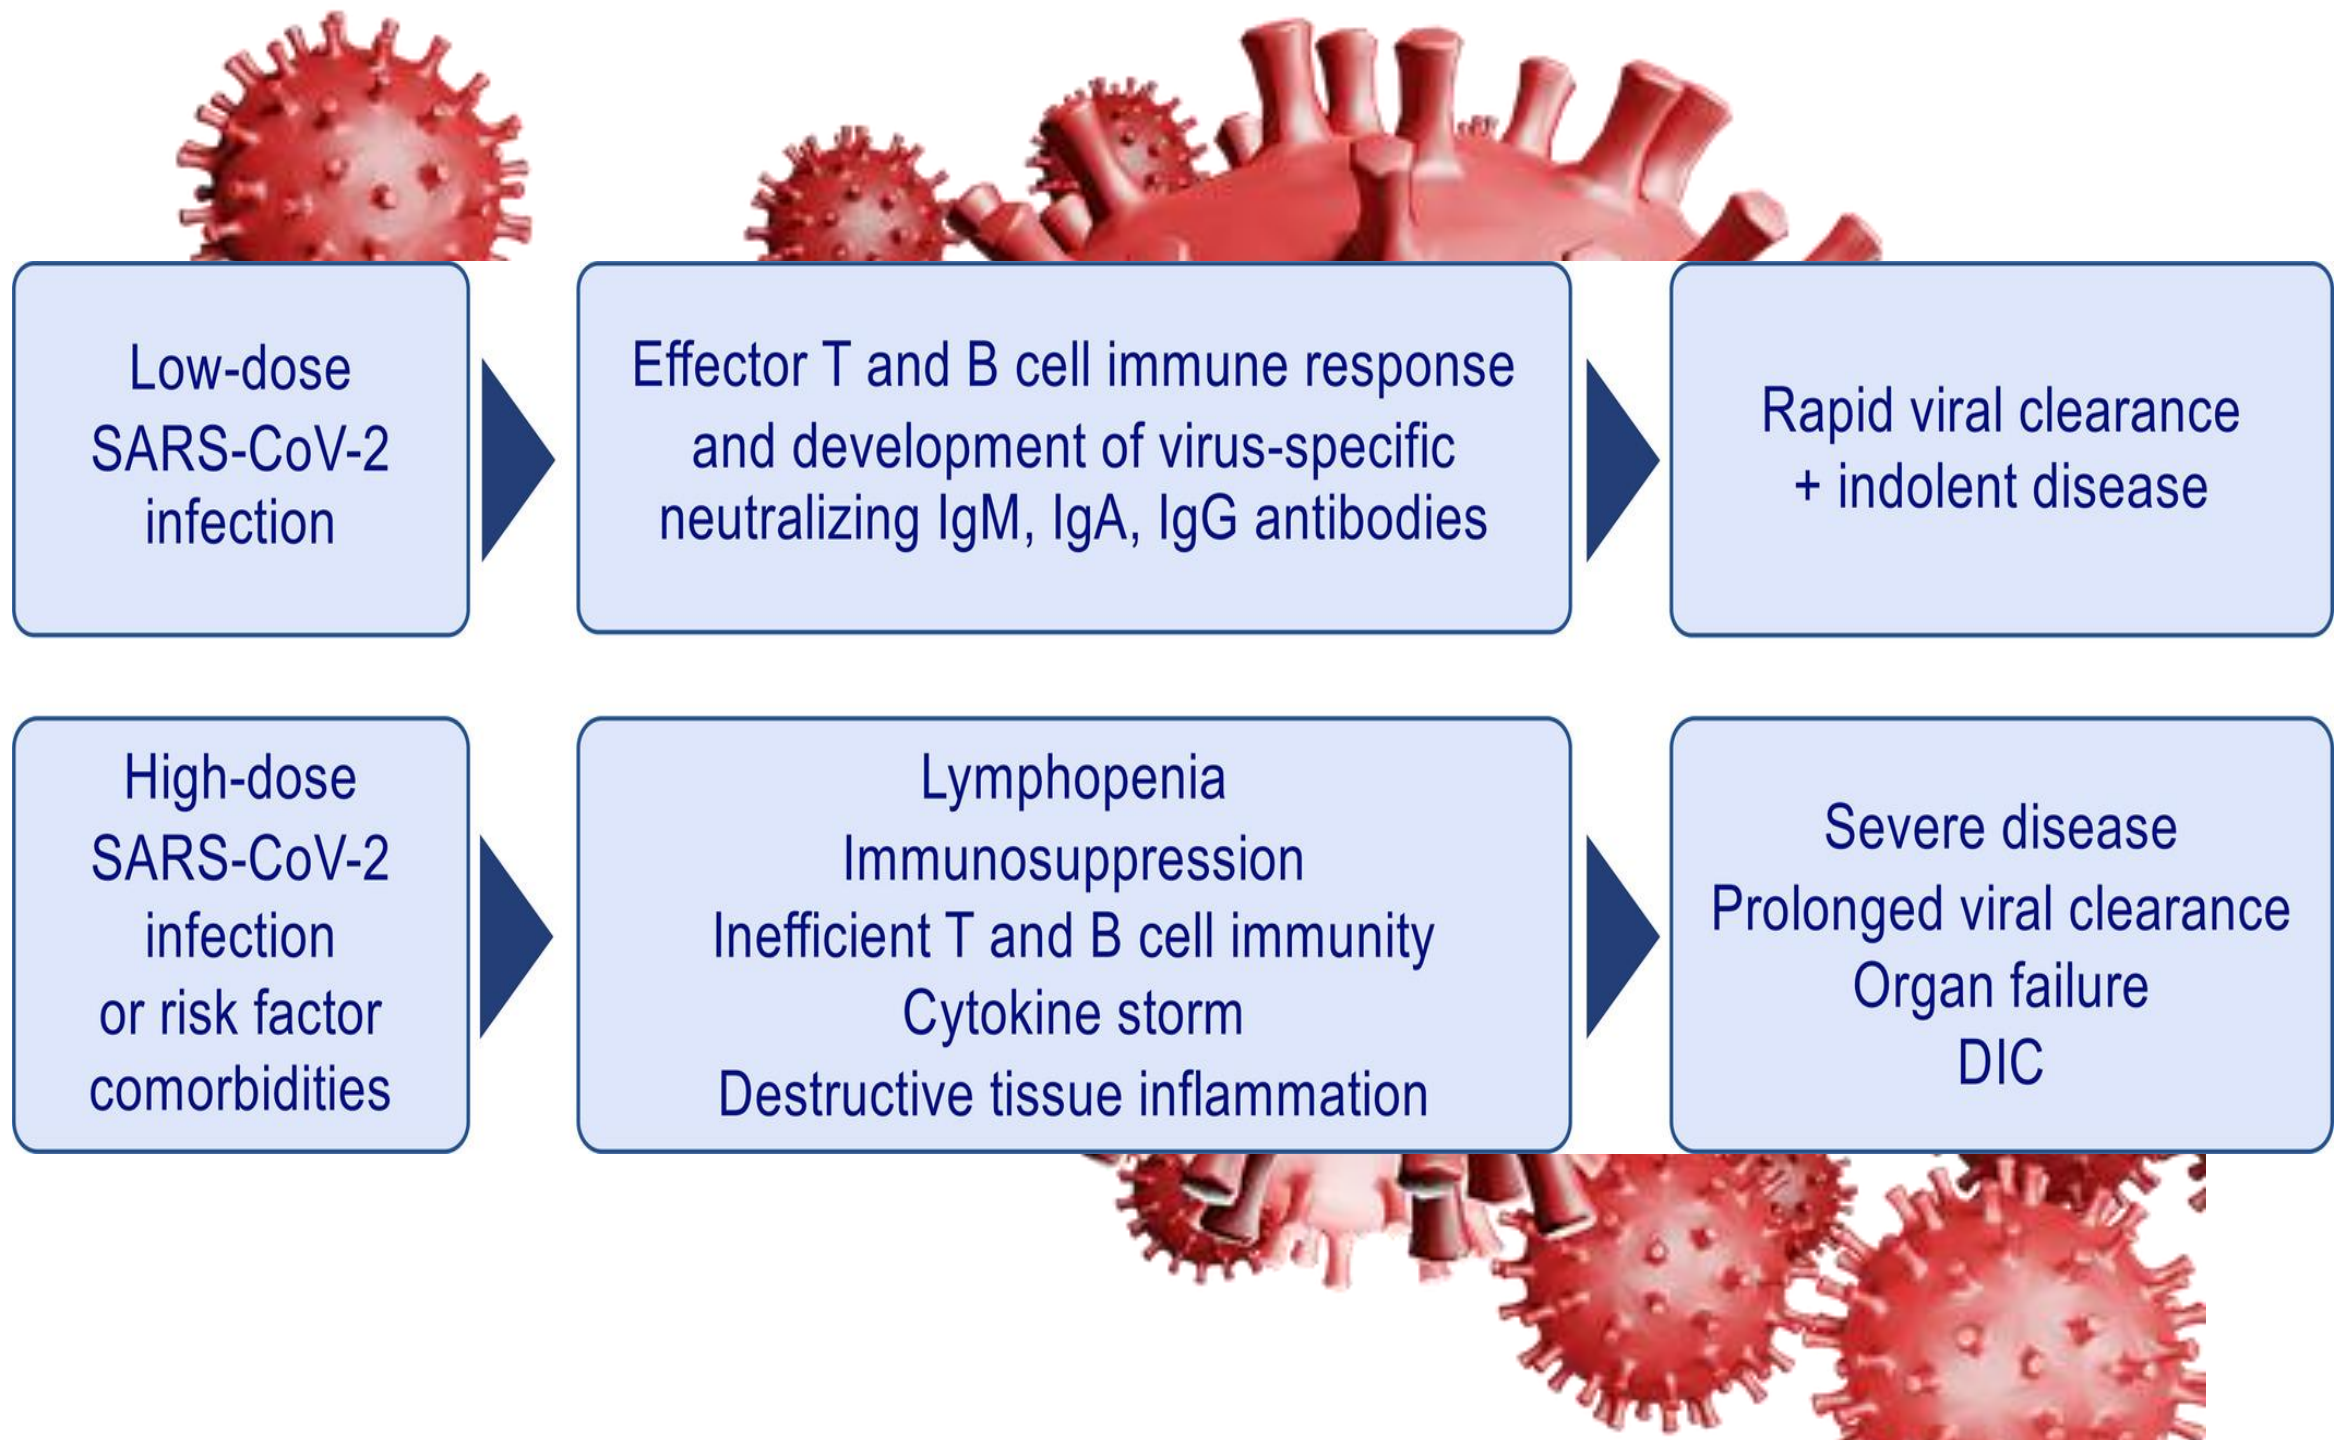 Low-dose
SARS-CoV-2
infection
Effector T and B cell immune response
and development of virus-specific
neutralizing IgM, IgA, IgG antibodies
Rapid viral clearance
+ indolent disease
High-dose
SARS-CoV-2
infection
or risk factor
comorbidities
Lymphopenia
Immunosuppression
Inefficient T and B cell immunity
Cytokine storm
Destructive tissue inflammation
Severe disease
Prolonged viral clearance
Organ failure
DIC